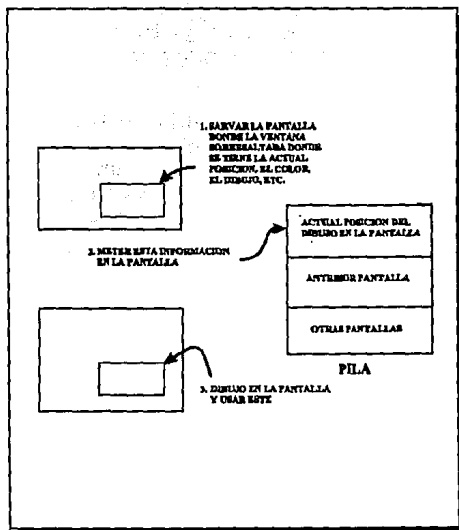 1. SARVAR LA PANTALLA
DONDE LA VENTANA
SOBRESALTARA DONDE
SE TIENE LA ACTUAL
POSICION, EL COLOR,
EL DIBUJO, ETC.
2. METER ESTA INFORMACION
EN LA PANTALLA
ACTUAL POSICION DEL
DIBUJO EN LA PANTALLA
ANTERIOR PANTALLA
OTRAS PANTALLAS
PILA
3. DIBUJO EN LA PANTALLA
Y USAR ESTE